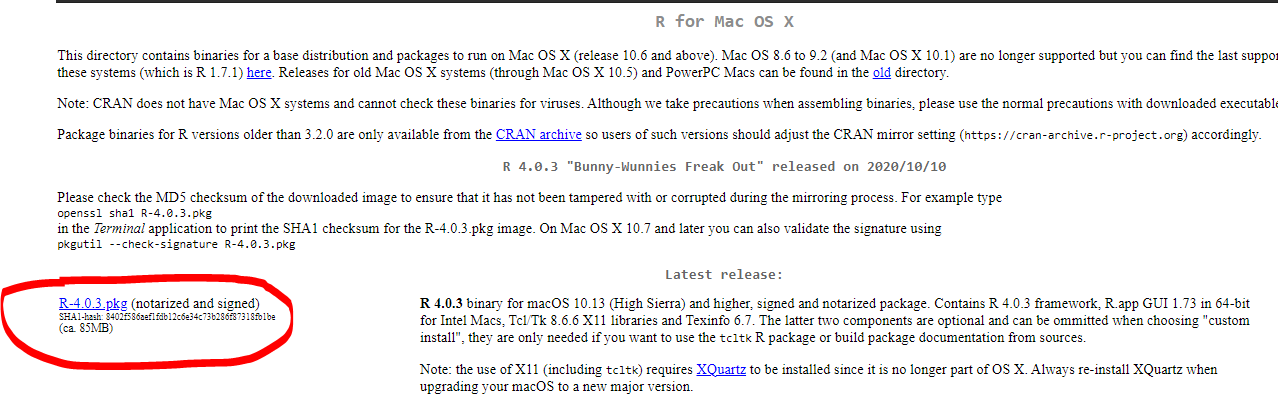 R for Mac OS X
This directory contains binaries for a base distribution and packages to run on Mac OS X (release 10.6 and above). Mac OS 8.6 to 9.2 (and Mac OS X 10.1) are no longer supported but you can find the last suppor
these systems (which is R 1.7.1) here. Releases for old Mac OS X systems (through Mac OS X 10.5) and PowerPC Macs can be found in the old directory.
Note: CRAN does not have Mac OS X systems and cannot check these binaries for viruses. Although we take precautions when assembling binaries, please use the normal precautions with downloaded executable
Package binaries for R versions older than 3.2.0 are only available from the CRAN archive so users of such versions should adjust the CRAN mirror setting (https://cran-archive.r-project.org) accordingly.
R 4.0.3 "Bunny-Wunnies Freak Out" released on 2020/10/10
Please check the MD5 checksum of the downloaded image to ensure that it has not been tampered with or corrupted during the mirroring process. For example type
openssl sha1 R-4.0.3.pkg
in the Terminal application to print the SHA1 checksum for the R-4.0.3.pkg image. On Mac OS X 10.7 and later you can also validate the signature using
pkgutil --check-signature R-4.0.3.pkg
Latest release:
R-4.0.3.pkg (notarized and signed)
SHA1-hash: 8402f586aef1fdb12c6e34c73b286f87318fb1be
(ca. 85MB)
R 4.0.3 binary for macOS 10.13 (High Sierra) and higher, signed and notarized package. Contains R 4.0.3 framework, R.app GUI 1.73 in 64-bit
for Intel Macs, Tcl/Tk 8.6.6 X11 libraries and Texinfo 6.7. The latter two components are optional and can be ommitted when choosing "custom
install", they are only needed if you want to use the tcltk R package or build package documentation from sources.
Note: the use of X11 (including tcltk) requires XQuartz to be installed since it is no longer part of OS X. Always re-install XQuartz when
upgrading your macOS to a new major version.